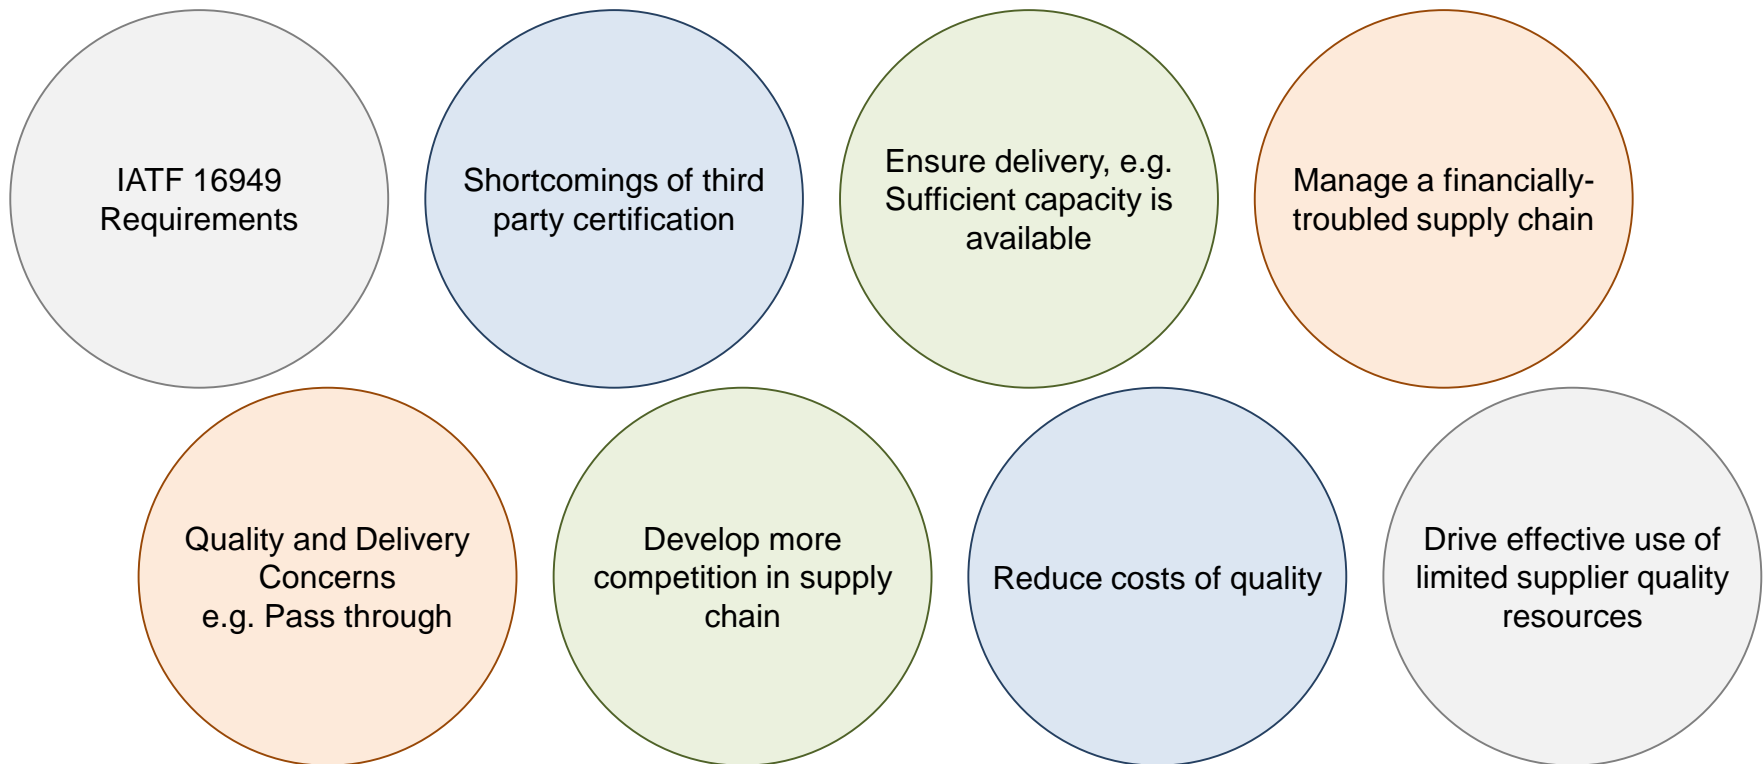 IATF 16949
Requirements
Shortcomings of third
party certification
Ensure delivery, e.g.
Sufficient capacity is
available
Manage a financially-
troubled supply chain
Quality and Delivery
Concerns
e.g. Pass through
Develop more
competition in supply
chain
Reduce costs of quality
Drive effective use of
limited supplier quality
resources